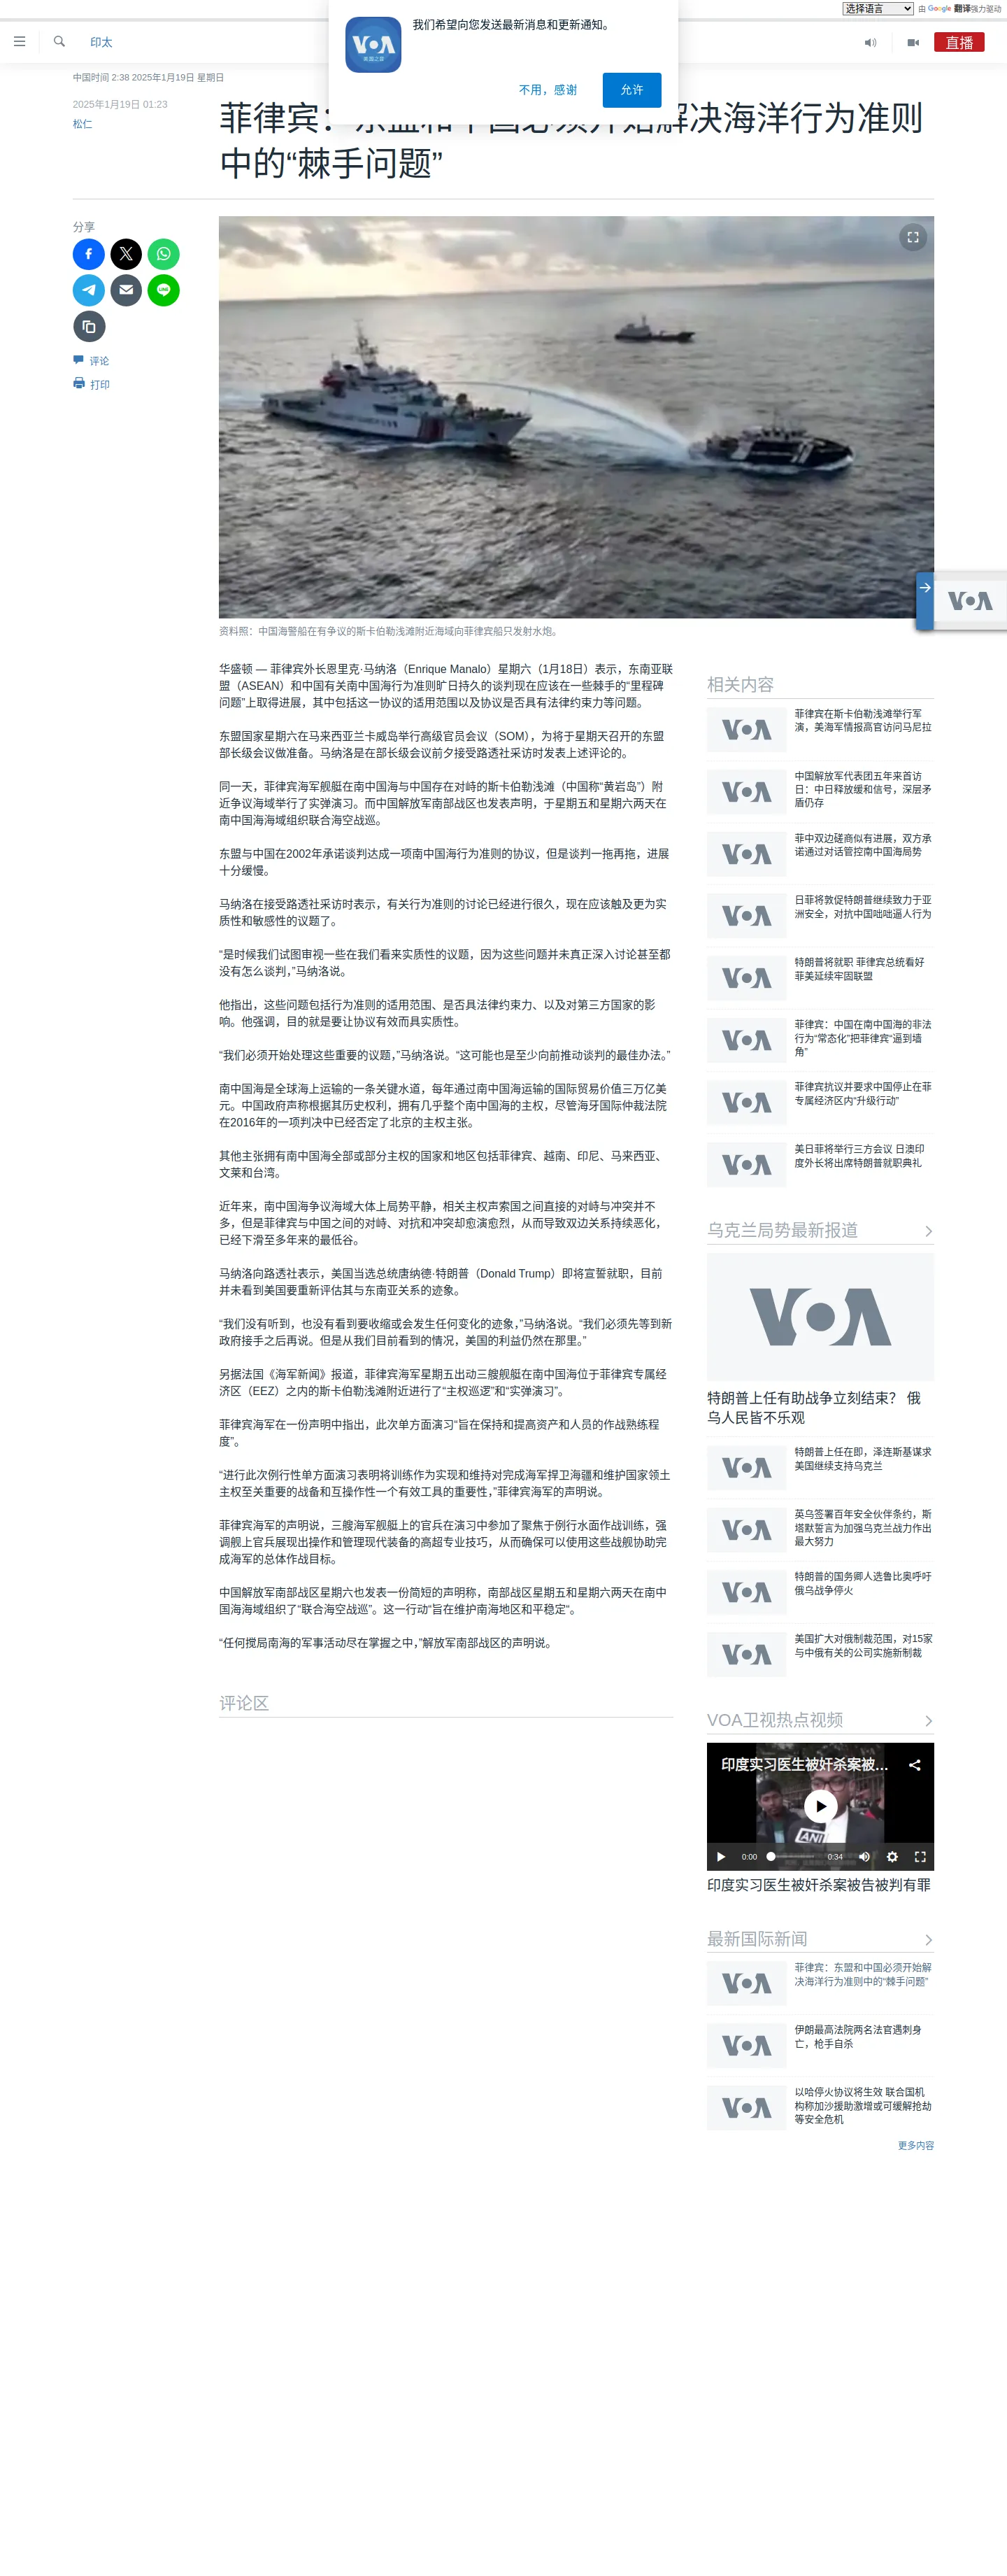 选择语言 由 Google 翻译强力驱动
我们希望向您发送最新消息和更新通知。
VOA
美国之音
不用，感谢
允许
印太
直播
中国时间 2:38 2025年1月19日 星期日
2025年1月19日 01:23
松仁
菲律宾：东盟和中国必须开始解决海洋行为准则
中的“棘手问题”
分享
评论
打印
资料照：中国海警船在有争议的斯卡伯勒浅滩附近海域向菲律宾船只发射水炮。
华盛顿 — 菲律宾外长恩里克·马纳洛（Enrique Manalo）星期六（1月18日）表示，东南亚联
盟（ASEAN）和中国有关南中国海行为准则旷日持久的谈判现在应该在一些棘手的“里程碑
问题”上取得进展，其中包括这一协议的适用范围以及协议是否具有法律约束力等问题。
东盟国家星期六在马来西亚兰卡威岛举行高级官员会议（SOM），为将于星期天召开的东盟
部长级会议做准备。马纳洛是在部长级会议前夕接受路透社采访时发表上述评论的。
同一天，菲律宾海军舰艇在南中国海与中国存在对峙的斯卡伯勒浅滩（中国称“黄岩岛”）附
近争议海域举行了实弹演习。而中国解放军南部战区也发表声明，于星期五和星期六两天在
南中国海海域组织联合海空战巡。
东盟与中国在2002年承诺谈判达成一项南中国海行为准则的协议，但是谈判一拖再拖，进展
十分缓慢。
马纳洛在接受路透社采访时表示，有关行为准则的讨论已经进行很久，现在应该触及更为实
质性和敏感性的议题了。
“是时候我们试图审视一些在我们看来实质性的议题，因为这些问题并未真正深入讨论甚至都
没有怎么谈判，”马纳洛说。
他指出，这些问题包括行为准则的适用范围、是否具法律约束力、以及对第三方国家的影
响。他强调，目的就是要让协议有效而具实质性。
“我们必须开始处理这些重要的议题，”马纳洛说。“这可能也是至少向前推动谈判的最佳办法。”
南中国海是全球海上运输的一条关键水道，每年通过南中国海运输的国际贸易价值三万亿美
元。中国政府声称根据其历史权利，拥有几乎整个南中国海的主权，尽管海牙国际仲裁法院
在2016年的一项判决中已经否定了北京的主权主张。
其他主张拥有南中国海全部或部分主权的国家和地区包括菲律宾、越南、印尼、马来西亚、
文莱和台湾。
近年来，南中国海争议海域大体上局势平静，相关主权声索国之间直接的对峙与冲突并不
多，但是菲律宾与中国之间的对峙、对抗和冲突却愈演愈烈，从而导致双边关系持续恶化，
已经下滑至多年来的最低谷。
马纳洛向路透社表示，美国当选总统唐纳德·特朗普（Donald Trump）即将宣誓就职，目前
并未看到美国要重新评估其与东南亚关系的迹象。
“我们没有听到，也没有看到要收缩或会发生任何变化的迹象，”马纳洛说。“我们必须先等到新
政府接手之后再说。但是从我们目前看到的情况，美国的利益仍然在那里。”
另据法国《海军新闻》报道，菲律宾海军星期五出动三艘舰艇在南中国海位于菲律宾专属经
济区（EEZ）之内的斯卡伯勒浅滩附近进行了“主权巡逻”和“实弹演习”。
菲律宾海军在一份声明中指出，此次单方面演习“旨在保持和提高资产和人员的作战熟练程
度”。
“进行此次例行性单方面演习表明将训练作为实现和维持对完成海军捍卫海疆和维护国家领土
主权至关重要的战备和互操作性一个有效工具的重要性，”菲律宾海军的声明说。
菲律宾海军的声明说，三艘海军舰艇上的官兵在演习中参加了聚焦于例行水面作战训练，强
调舰上官兵展现出操作和管理现代装备的高超专业技巧，从而确保可以使用这些战舰协助完
成海军的总体作战目标。
中国解放军南部战区星期六也发表一份简短的声明称，南部战区星期五和星期六两天在南中
国海海域组织了“联合海空战巡”。这一行动“旨在维护南海地区和平稳定“。
“任何搅局南海的军事活动尽在掌握之中，”解放军南部战区的声明说。
评论区
VOA
相关内容
VOA
菲律宾在斯卡伯勒浅滩举行军
演，美海军情报高官访问马尼拉
VOA
中国解放军代表团五年来首访
日：中日释放缓和信号，深层矛
盾仍存
VOA
菲中双边磋商似有进展，双方承
诺通过对话管控南中国海局势
VOA
日菲将敦促特朗普继续致力于亚
洲安全，对抗中国咄咄逼人行为
VOA
特朗普将就职 菲律宾总统看好
菲美延续牢固联盟
VOA
菲律宾：中国在南中国海的非法
行为“常态化”把菲律宾“逼到墙
角”
VOA
菲律宾抗议并要求中国停止在菲
专属经济区内“升级行动”
VOA
美日菲将举行三方会议 日澳印
度外长将出席特朗普就职典礼
乌克兰局势最新报道
VOA
特朗普上任有助战争立刻结束？ 俄
乌人民皆不乐观
VOA
特朗普上任在即，泽连斯基谋求
美国继续支持乌克兰
VOA
英乌签署百年安全伙伴条约，斯
塔默誓言为加强乌克兰战力作出
最大努力
VOA
特朗普的国务卿人选鲁比奥呼吁
俄乌战争停火
VOA
美国扩大对俄制裁范围，对15家
与中俄有关的公司实施新制裁
VOA卫视热点视频
印度实习医生被奸杀案被...
ANI
0:00
0:34
印度实习医生被奸杀案被告被判有罪
最新国际新闻
VOA
菲律宾：东盟和中国必须开始解
决海洋行为准则中的“棘手问题”
VOA
伊朗最高法院两名法官遇刺身
亡，枪手自杀
VOA
以哈停火协议将生效 联合国机
构称加沙援助激增或可缓解抢劫
等安全危机
更多内容